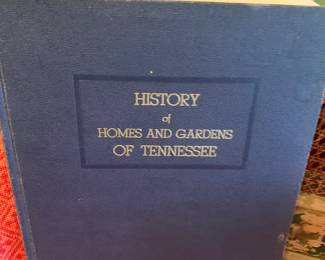 HISTORY
of
HOMES AND GARDENS
OF TENNESSEE